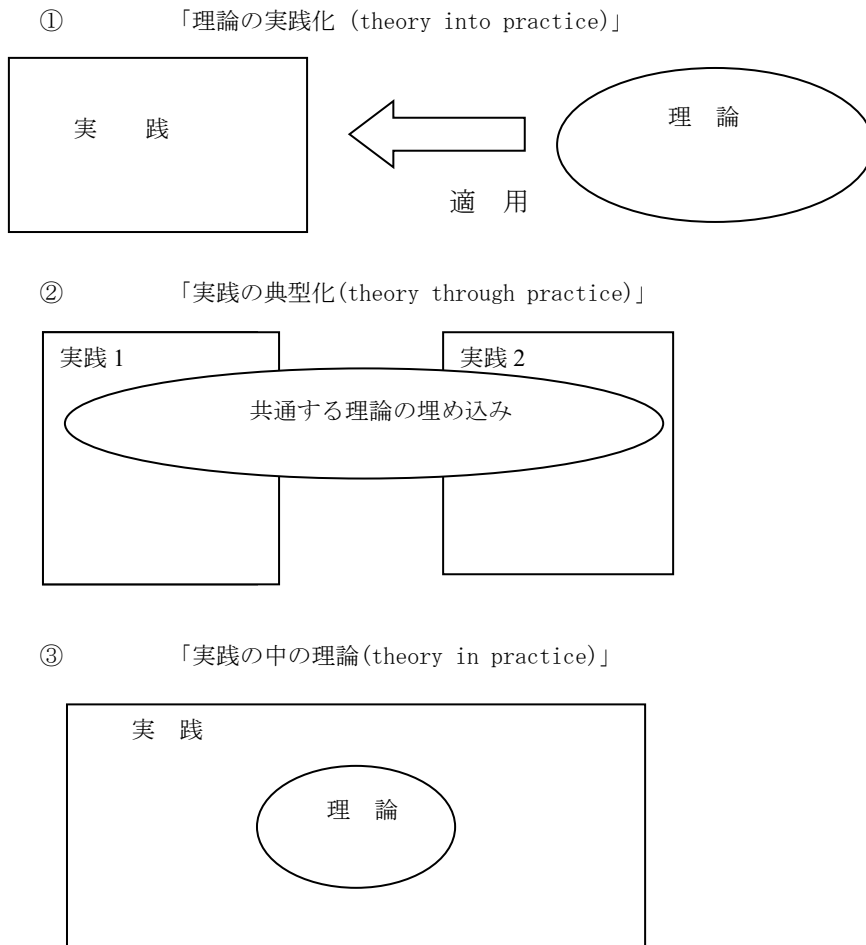 ① 「理論の実践化 (theory into practice)」
実 践
理 論
適 用
② 「実践の典型化(theory through practice)」
実践 1
実践 2
共通する理論の埋め込み
③ 「実践の中の理論(theory in practice)」
実 践
理 論